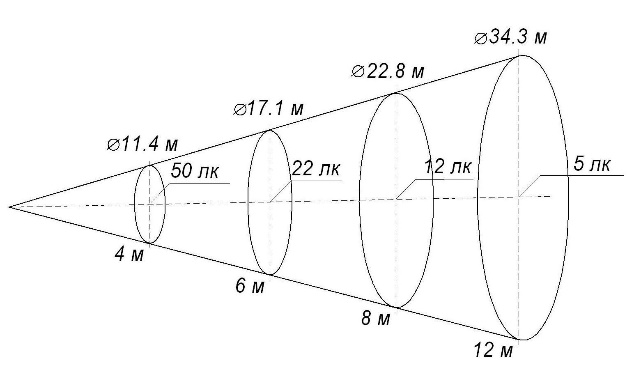 ⌀34.3 м
⌀22.8 м
⌀17.1 м
⌀11.4 м
50 лк
22 лк
12 лк
5 лк
4 м
6 м
8 м
12 м